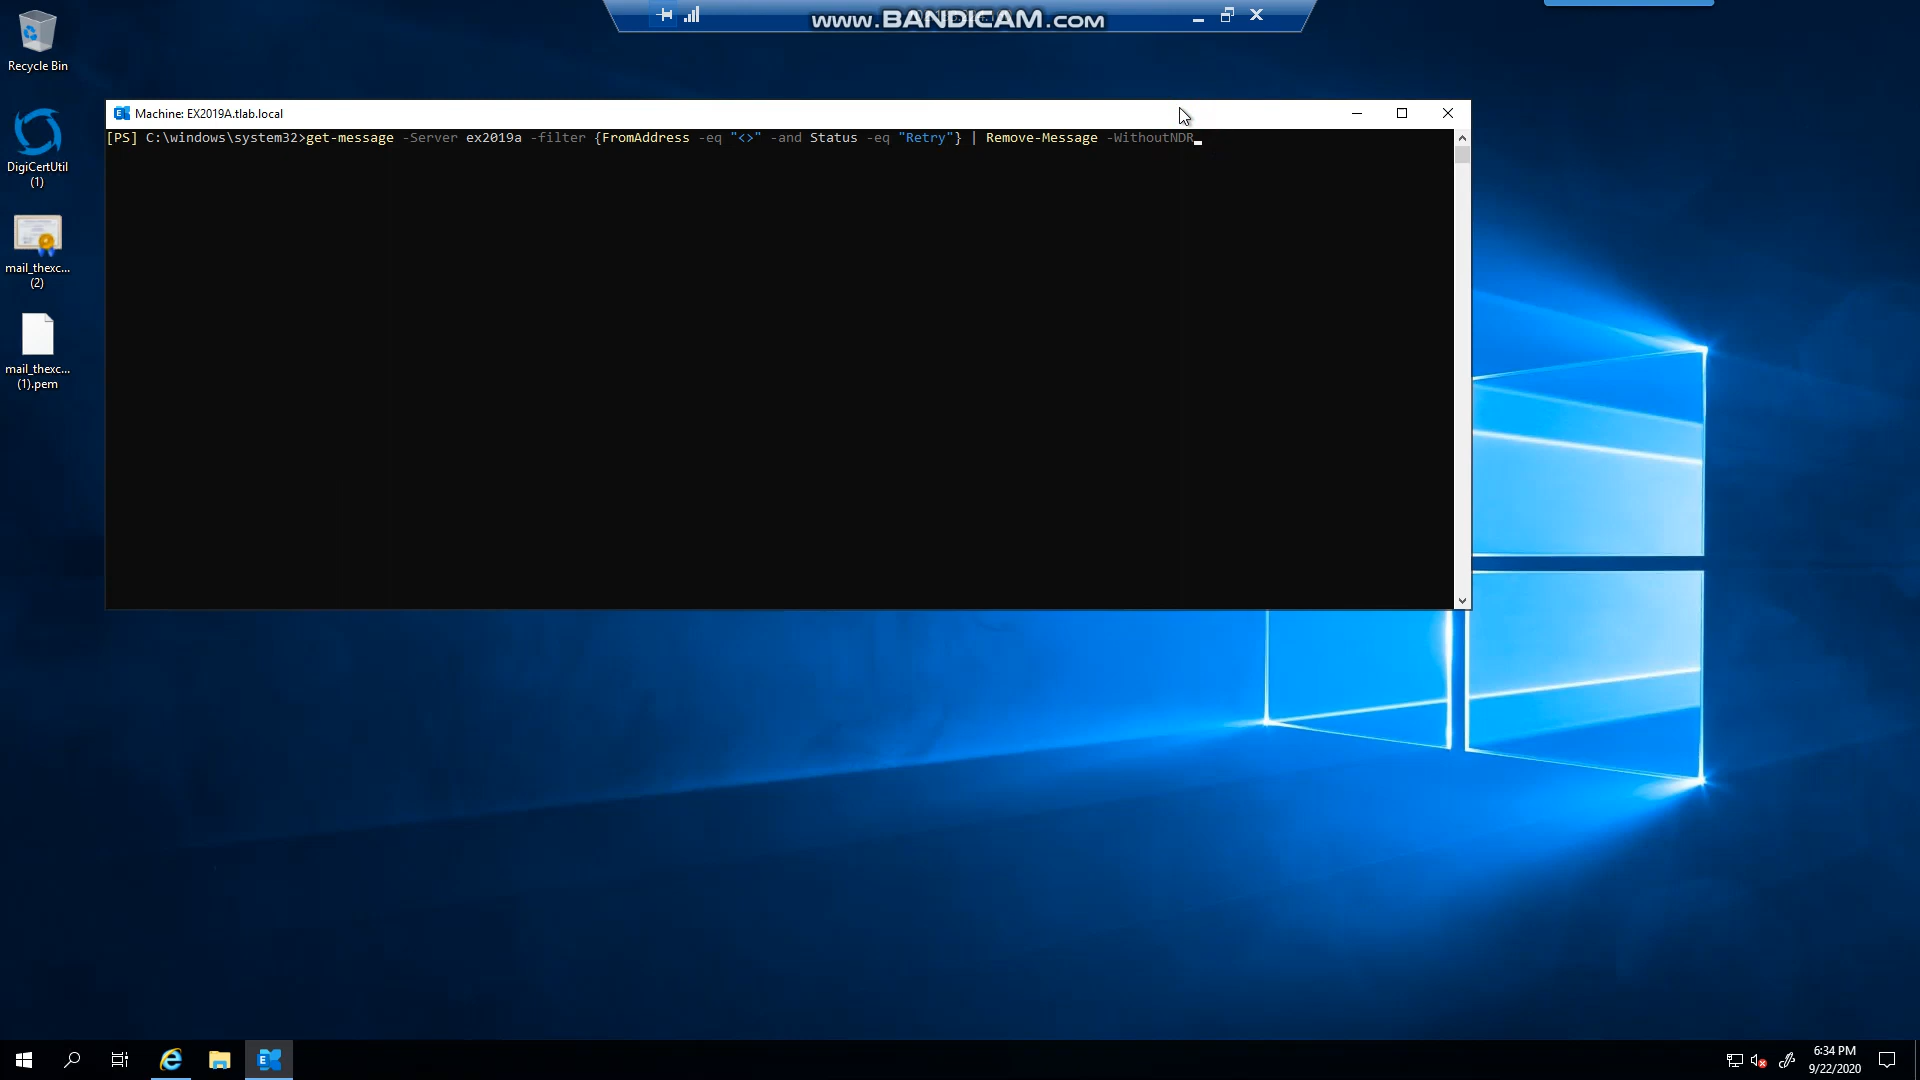 www.BANDICAM.COM
Recycle Bin
Machine: EX2019A.tlab.local
[PS] C:\windows\system32>get-message -Server ex2019a -filter {FromAddress -eq "<>" -and Status -eq "Retry"} | Remove-Message -WithoutNDR
DigiCertUtil
(1)
mail_thexc...
(2)
mail_thexc...
(1).pem
6:34 PM
9/22/2020